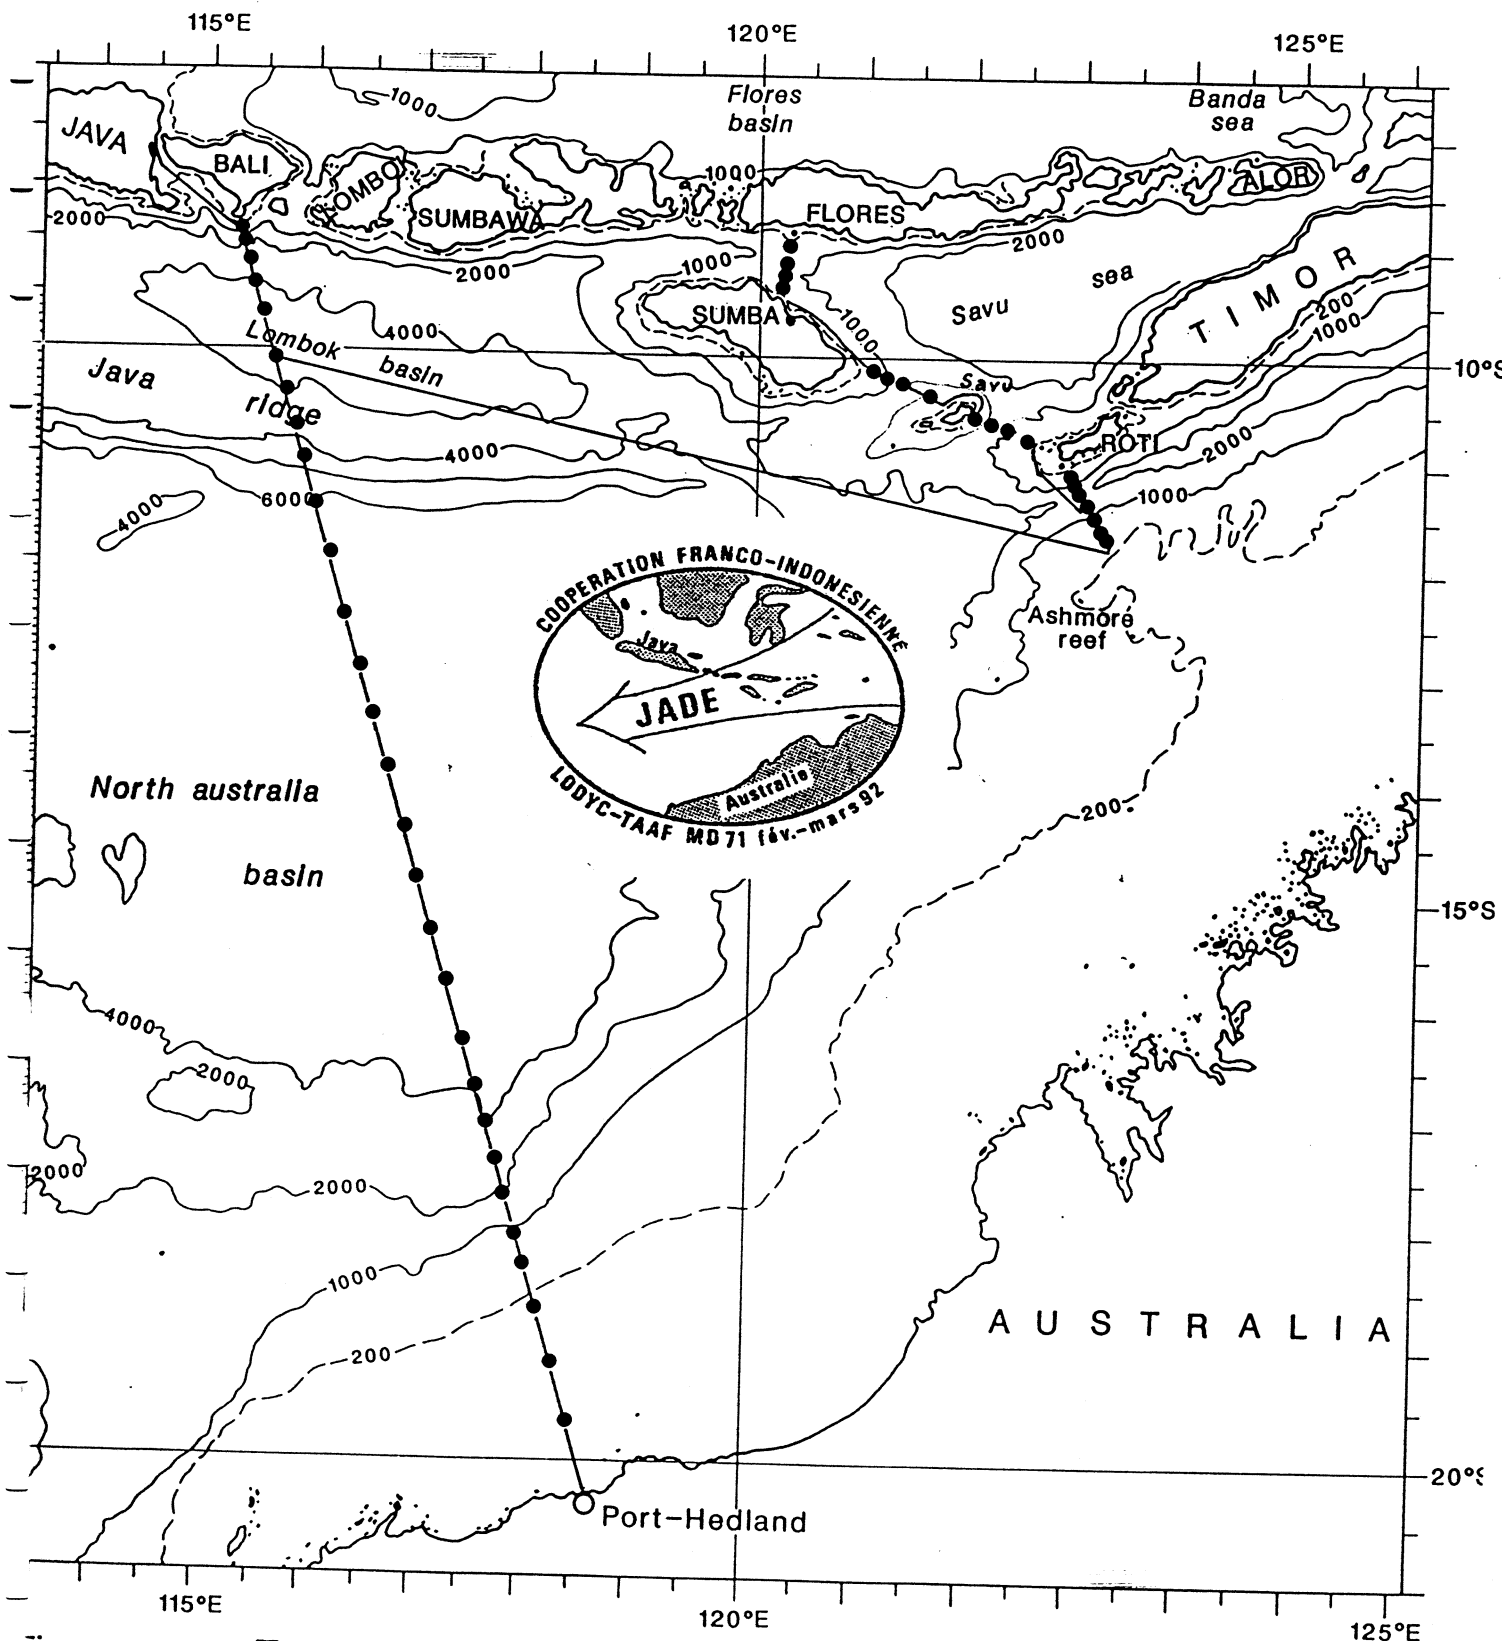 115°E
120°E
125°E
1000
Flores
basin
Banda
sea
JAVA
BALI
LOMBO
SUMBAWA
1000
FLORES
ALOR
2000
2000
1000
2000
SUMBA
1000
Savu
sea
TIMOR
200
1000
Lombok
basin
4000
10°S
Java
ridge
Savu
ROTI
2000
4000
1000
6000
4000
COOPERATION FRANCO-INDONESIENNE
Java
JADE
Australie
LODYC-TAAF MD71 fév.-mars 92
Ashmore
reef
North australia
basin
200
15°S
4000
2000
2000
2000
1000
200
AUSTRALIA
20°S
Port-Hedland
115°E
120°E
125°E